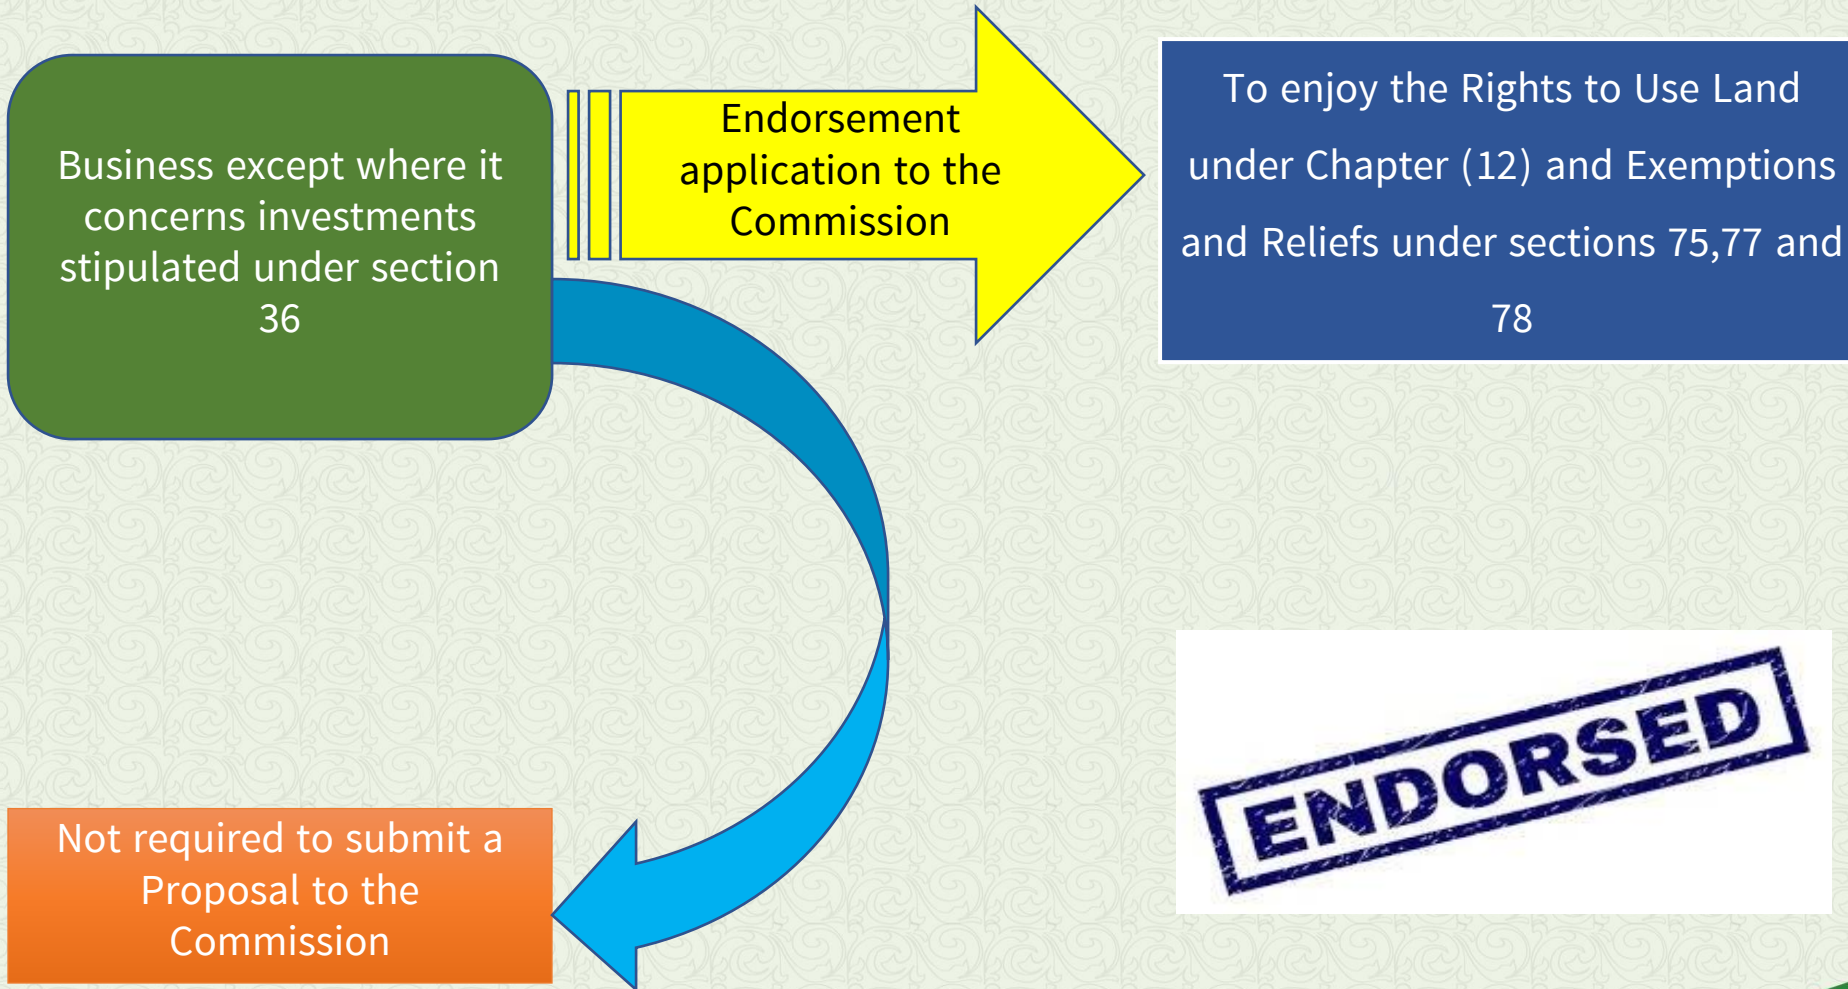 Business except where it
concerns investments
stipulated under section
36
Endorsement
application to the
Commission
To enjoy the Rights to Use Land
under Chapter (12) and Exemptions
and Reliefs under sections 75,77 and
78
ENDORSED
Not required to submit a
Proposal to the
Commission